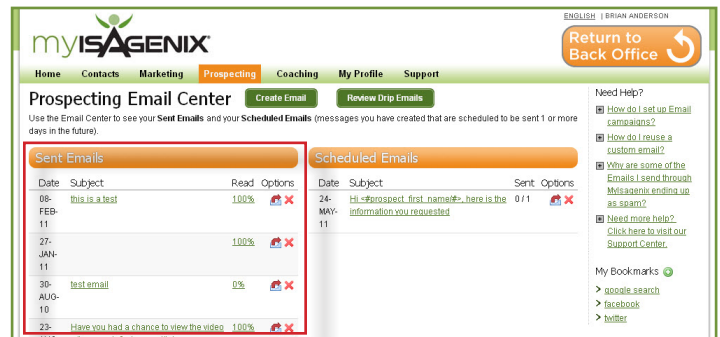 ENGLISH | BRIAN ANDERSON
myISAGENIX
Return to
Back Office
Home Contacts Marketing Prospecting Coaching My Profile Support
Prospecting Email Center
Create Email
Review Drip Emails
Use the Email Center to see your Sent Emails and your Scheduled Emails (messages you have created that are scheduled to be sent 1 or more
days in the future).
Sent Emails
Date Subject Read Options
08-
FEB-
11
this is a test 100%
27-
JAN-
11
100%
30-
AUG-
10
test email 0%
23-
Have you had a chance to view the video 100%
Scheduled Emails
Date Subject Sent Options
24-
MAY-
11
Hi <#prospect_first_name/#>, here is the
information you requested
0 / 1
Need Help?
How do I set up Email
campaigns?
How do I reuse a
custom email?
Why are some of the
Emails I send through
MyIsagenix ending up
as spam?
Need more help?
Click here to visit our
Support Center.
My Bookmarks
google search
facebook
twitter